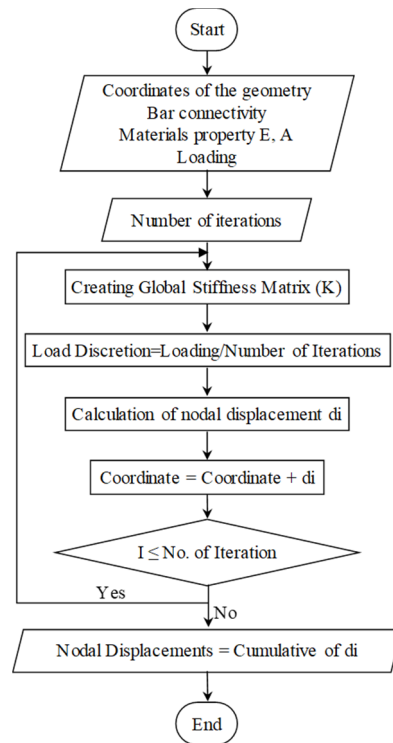 Start
Coordinates of the geometry
Bar connectivity
Materials property E, A
Loading
Number of iterations
Creating Global Stiffness Matrix (K)
Load Discretion=Loading/Number of Iterations
Calculation of nodal displacement di
Coordinate = Coordinate + di
I ≤ No. of Iteration
Yes
No
Nodal Displacements = Cumulative of di
End